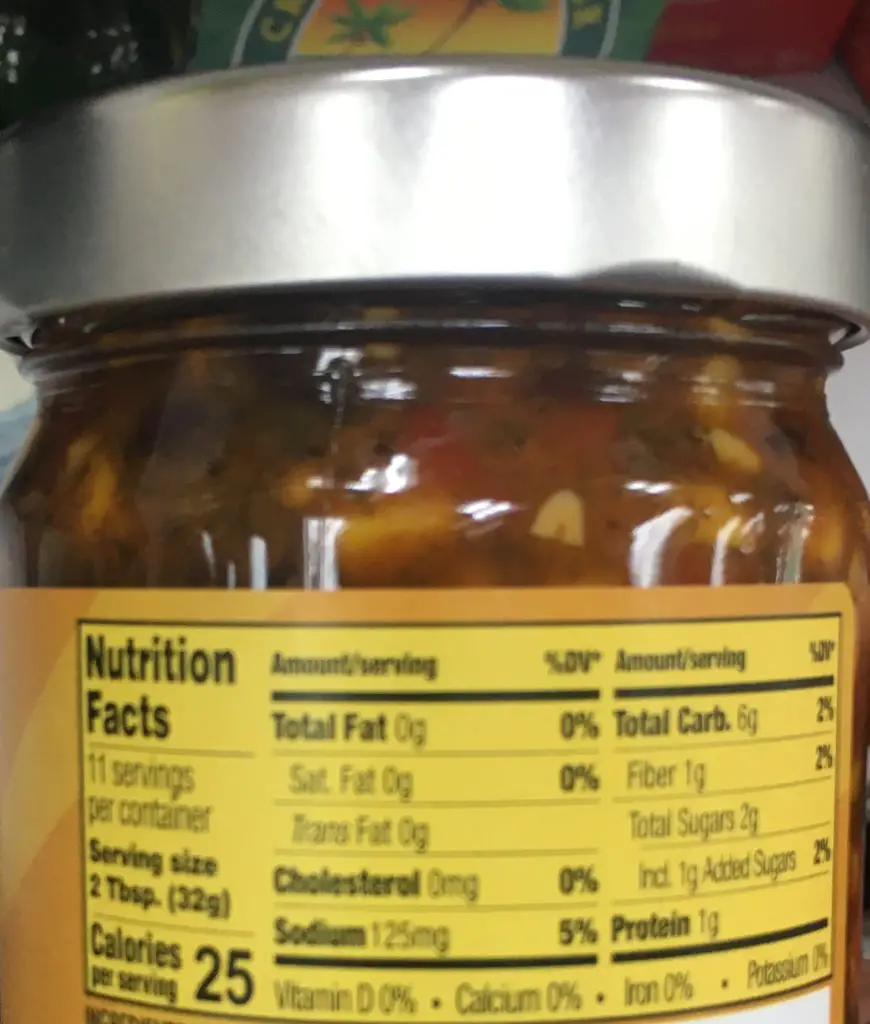 Nutrition
Facts
11 servings
per container
Serving size
2 Tbsp. (32g)
Calories
per serving
25
Amount/serving %DV*
Total Fat 0g 0%
Sat. Fat 0g 0%
Trans Fat 0g
Cholesterol 0mg 0%
Sodium 125mg 5%
Amount/serving %DV*
Total Carb. 6g 2%
Fiber 1g 2%
Total Sugars 2g
Incl. 1g Added Sugars 2%
Protein 1g
Vitamin D 0% • Calcium 0% • Iron 0% • Potassium 0%